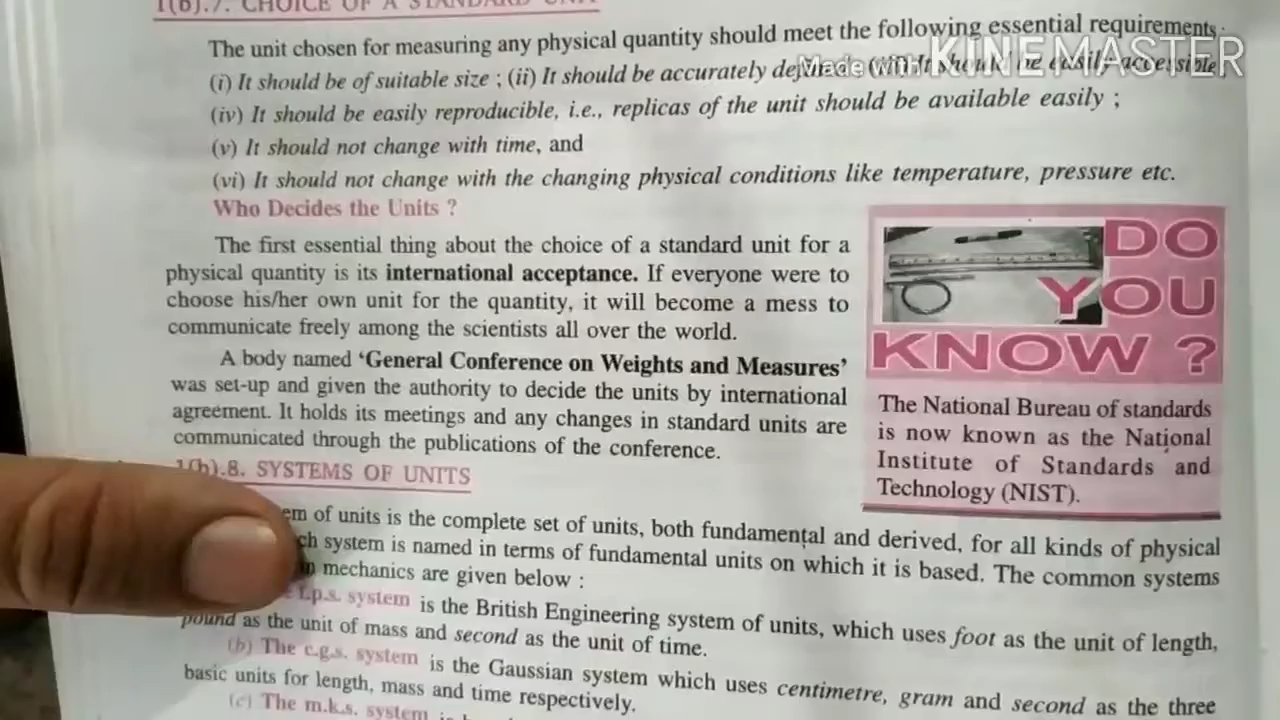 1(b).7. CHOICE OF A STANDARD UNIT
The unit chosen for measuring any physical quantity should meet the following essential requirements
Made with KINEMASTER
(i) It should be of suitable size ; (ii) It should be accurately defined It should be easily accessible
(iv) It should be easily reproducible, i.e., replicas of the unit should be available easily ;
(v) It should not change with time, and
(vi) It should not change with the changing physical conditions like temperature, pressure etc.
Who Decides the Units ?
The first essential thing about the choice of a standard unit for a
physical quantity is its international acceptance. If everyone were to
choose his/her own unit for the quantity, it will become a mess to
communicate freely among the scientists all over the world.
A body named ‘General Conference on Weights and Measures’
was set-up and given the authority to decide the units by international
agreement. It holds its meetings and any changes in standard units are
communicated through the publications of the conference.
DO
YOU
KNOW ?
The National Bureau of standards
is now known as the National
Institute of Standards and
Technology (NIST).
1(b).8. SYSTEMS OF UNITS
em of units is the complete set of units, both fundamental and derived, for all kinds of physical
ch system is named in terms of fundamental units on which it is based. The common systems
in mechanics are given below :
f.p.s. system is the British Engineering system of units, which uses foot as the unit of length,
pound as the unit of mass and second as the unit of time.
(b) The c.g.s. system is the Gaussian system which uses centimetre, gram and second as the three
basic units for length, mass and time respectively.
(c) The m.k.s. system